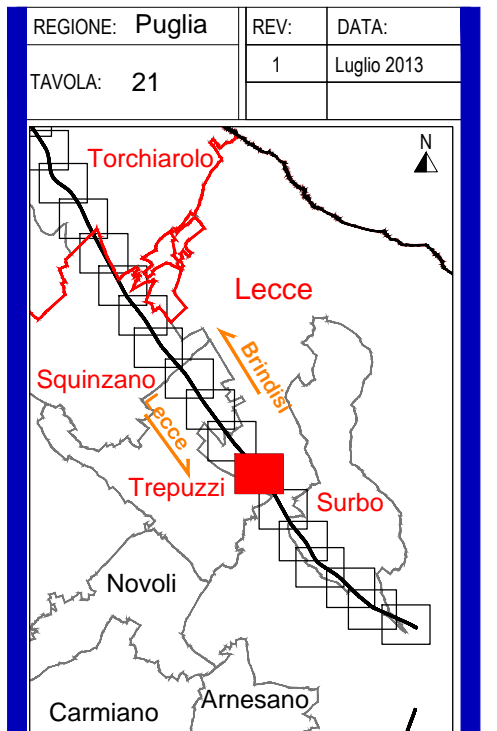 REGIONE: Puglia
REV:
DATA:
TAVOLA: 21
1
Luglio 2013
N
Torchiarolo
Lecce
Brindisi
Squinzano
Lecce
Trepuzzi
Surbo
Novoli
Arnesano
Carmiano